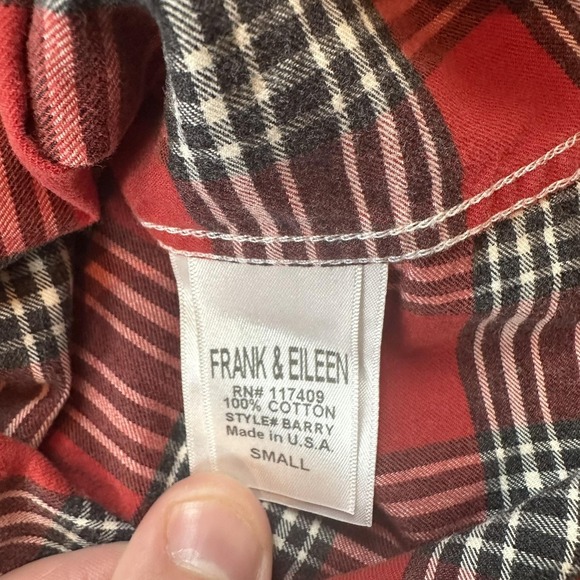 FRANK & EILEEN
RN# 117409
100% COTTON
STYLE# BARRY
Made in U.S.A.
SMALL